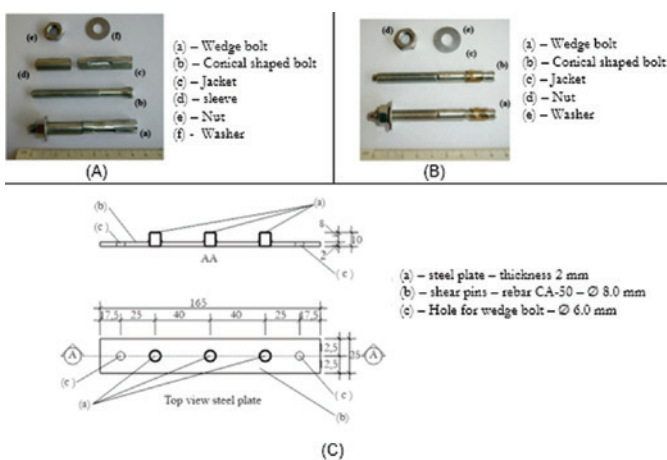 (e)
(f)
(d)
(c)
(b)
(a)
(a) – Wedge bolt
(b) – Conical shaped bolt
(c) – Jacket
(d) – sleeve
(e) – Nut
(f) - Washer
(A)
(d)
(e)
(c)
(b)
(a)
(a) – Wedge bolt
(b) – Conical shaped bolt
(c) – Jacket
(d) – Nut
(e) – Washer
(B)
(b)
(a)
(c)
8
10
2
AA
(c)
165
17,5 25 40 40 25 17,5
A
12,5
25
12,5
A
(c)
(a)
Top view steel plate
(b)
(c)
(a) – steel plate – thickness 2 mm
(b) – shear pins – rebar CA-50 – Ø 8.0 mm
(c) – Hole for wedge bolt – Ø 6.0 mm
(C)